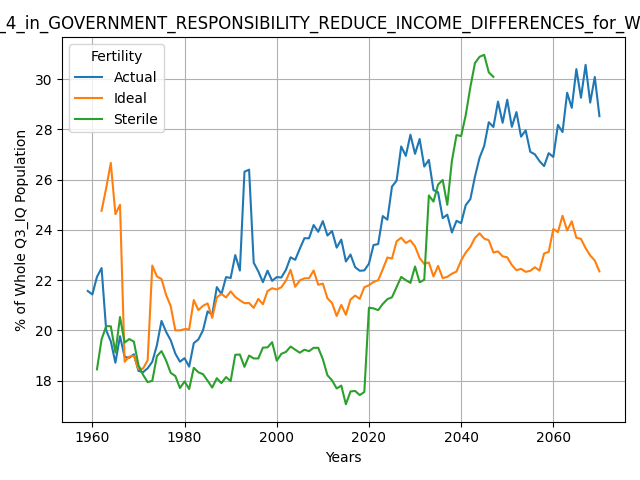 _4_in_GOVERNMENT_RESPONSIBILITY_REDUCE_INCOME_DIFFERENCES_for_W
Fertility
Actual
Ideal
Sterile
% of Whole Q3_IQ Population
30
28
26
24
22
20
18
1960
1980
2000
2020
2040
2060
Years